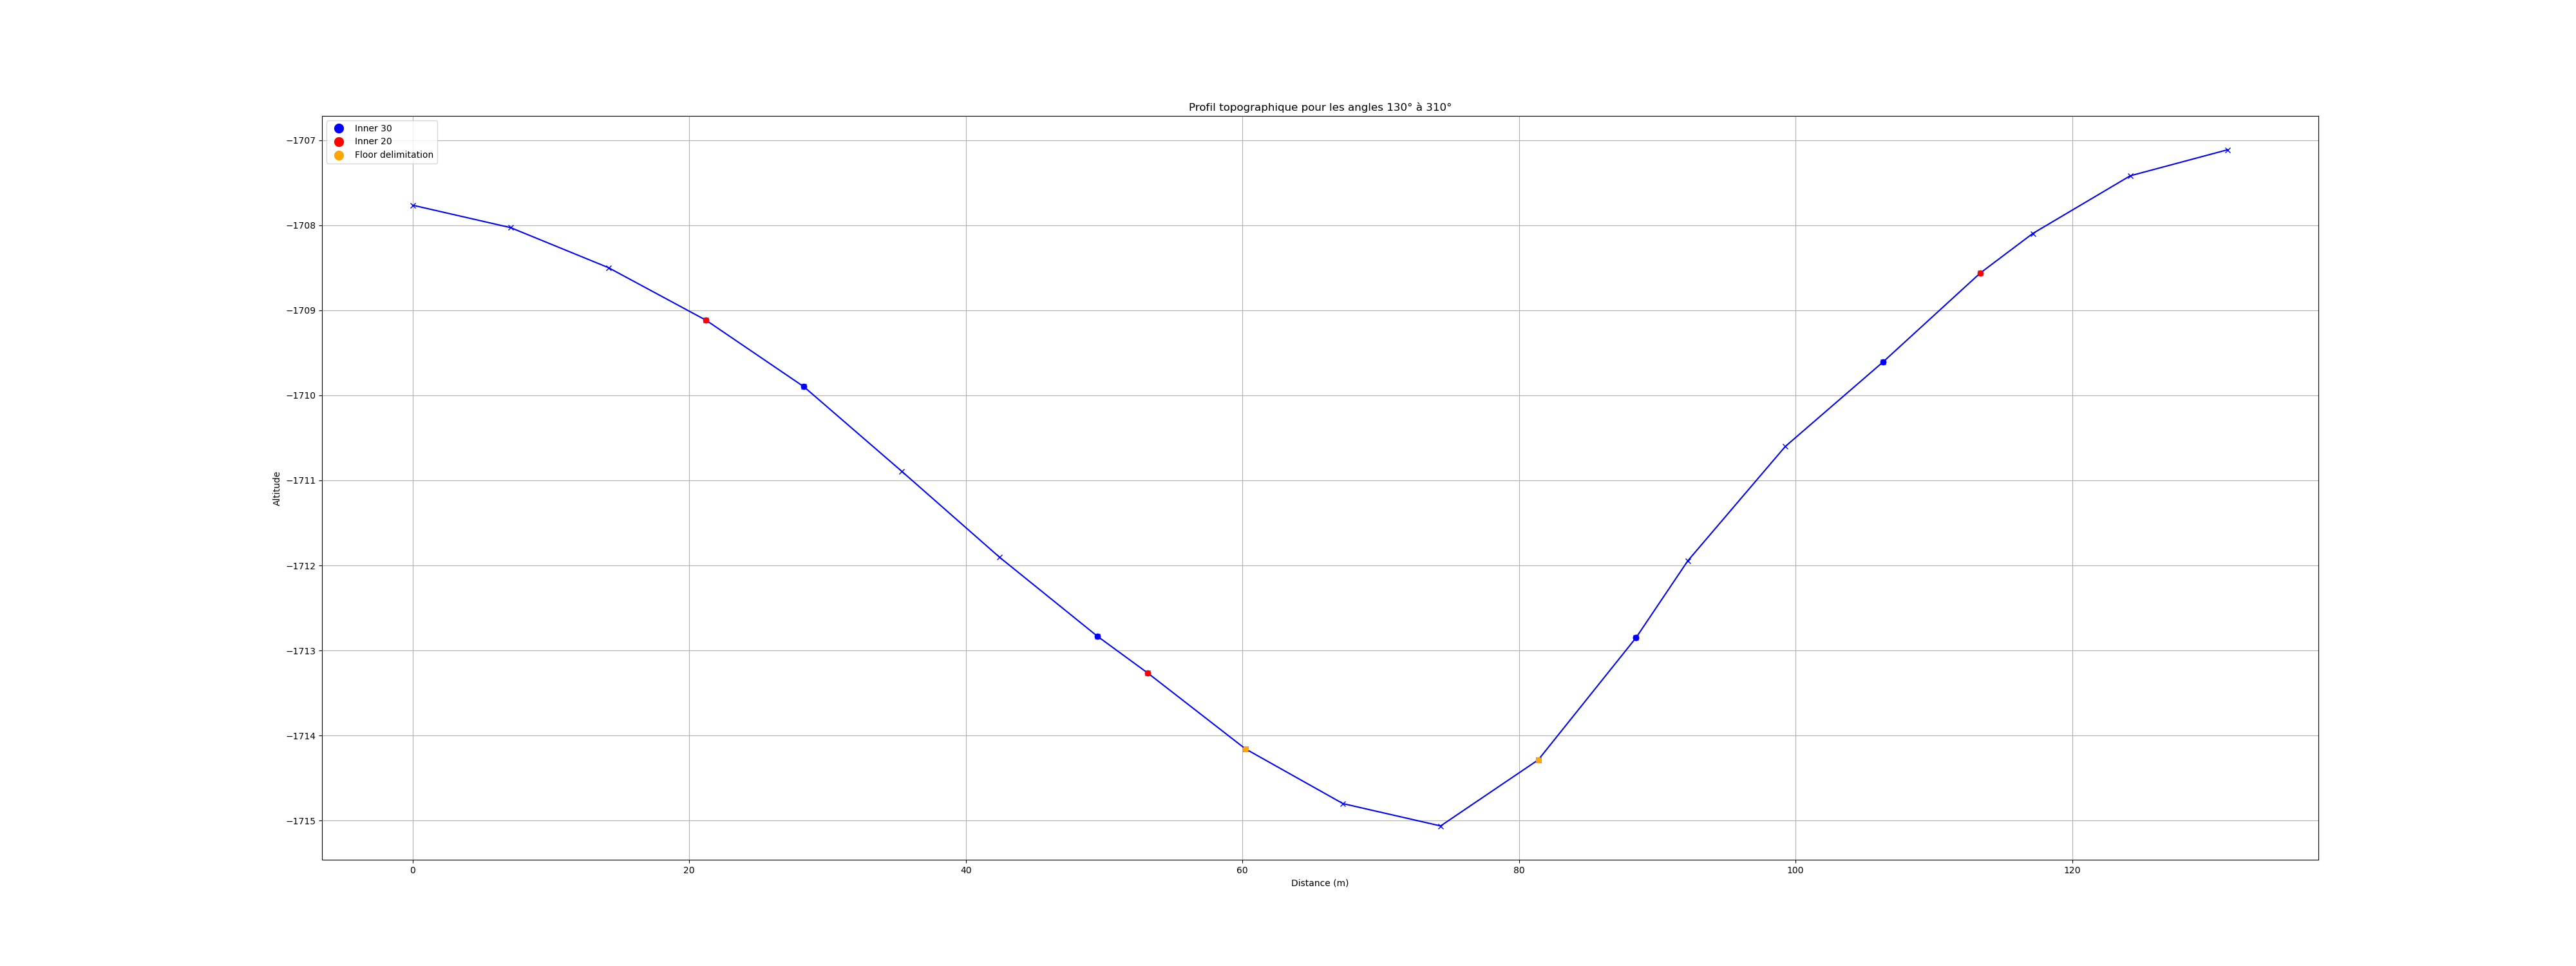 Profil topographique pour les angles 130° à 310°
Inner 30
Inner 20
Floor delimitation
−1707
−1708
−1709
−1710
−1711
−1712
−1713
−1714
−1715
Altitude
0 20 40 60 80 100 120
Distance (m)